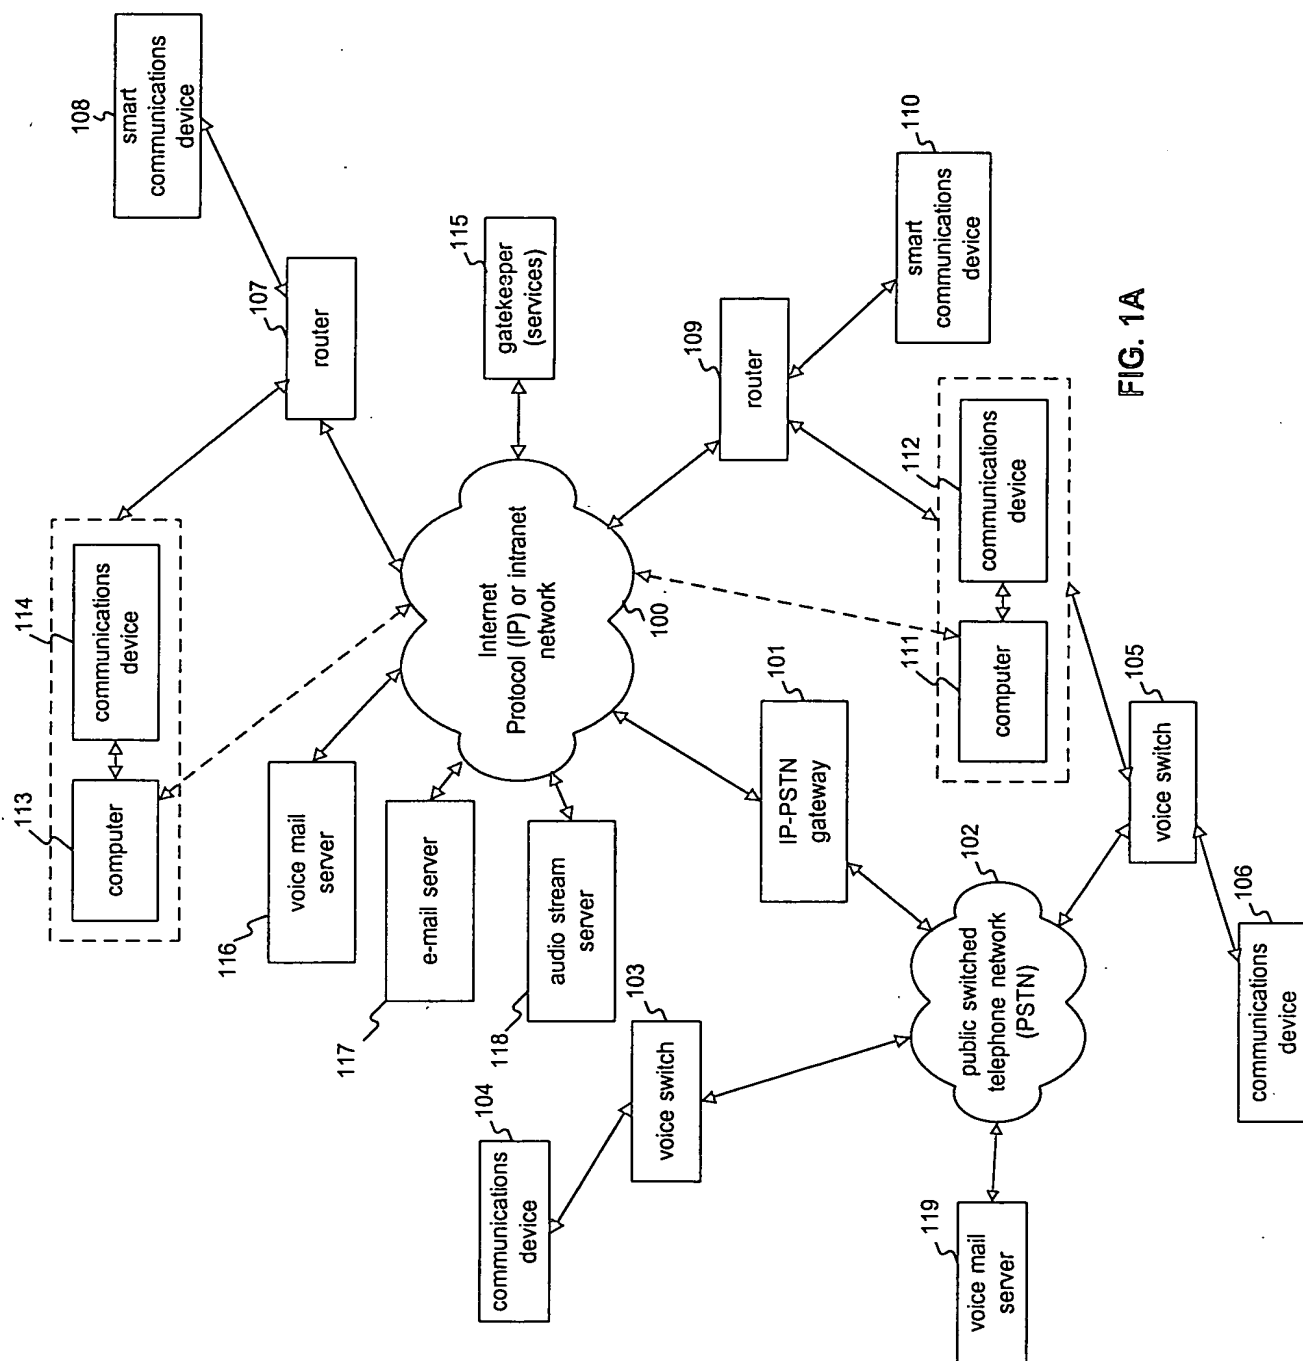 108
smart
communications
device
114
communications
device
113
computer
107
router
115
gatekeeper
(services)
116
voice mail
server
117
e-mail server
118
audio stream
server
Internet
Protocol (IP) or intranet
network
100
110
smart
communications
device
109
router
112
communications
device
111
computer
101
IP-PSTN
gateway
103
voice switch
104
communications
device
102
public switched
telephone network
(PSTN)
105
voice switch
106
communications
device
119
voice mail
server
FIG. 1A